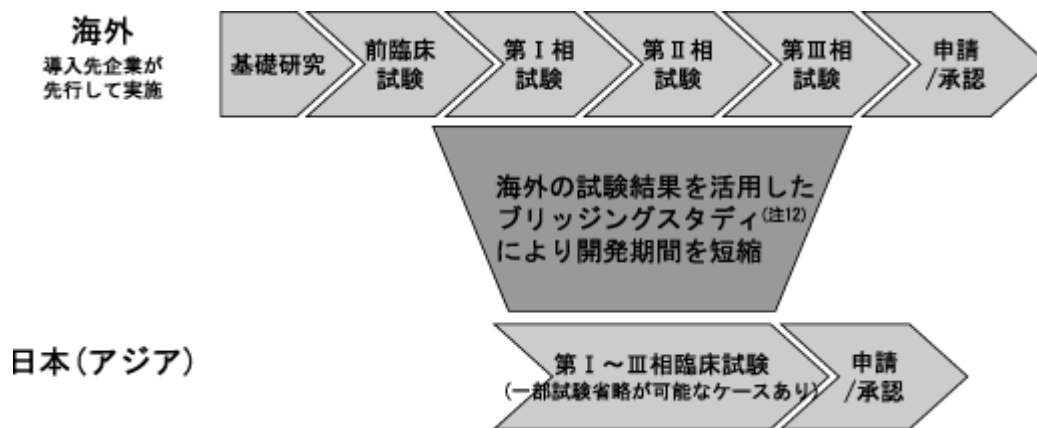 海外
導入先企業が
先行して実施
基礎研究
前臨床
試験
第Ⅰ相
試験
第Ⅱ相
試験
第Ⅲ相
試験
申請
/承認
海外の試験結果を活用した
ブリッジングスタディ(注12)
により開発期間を短縮
日本(アジア)
第Ⅰ～Ⅲ相臨床試験
(一部試験省略が可能なケースあり)
申請
/承認